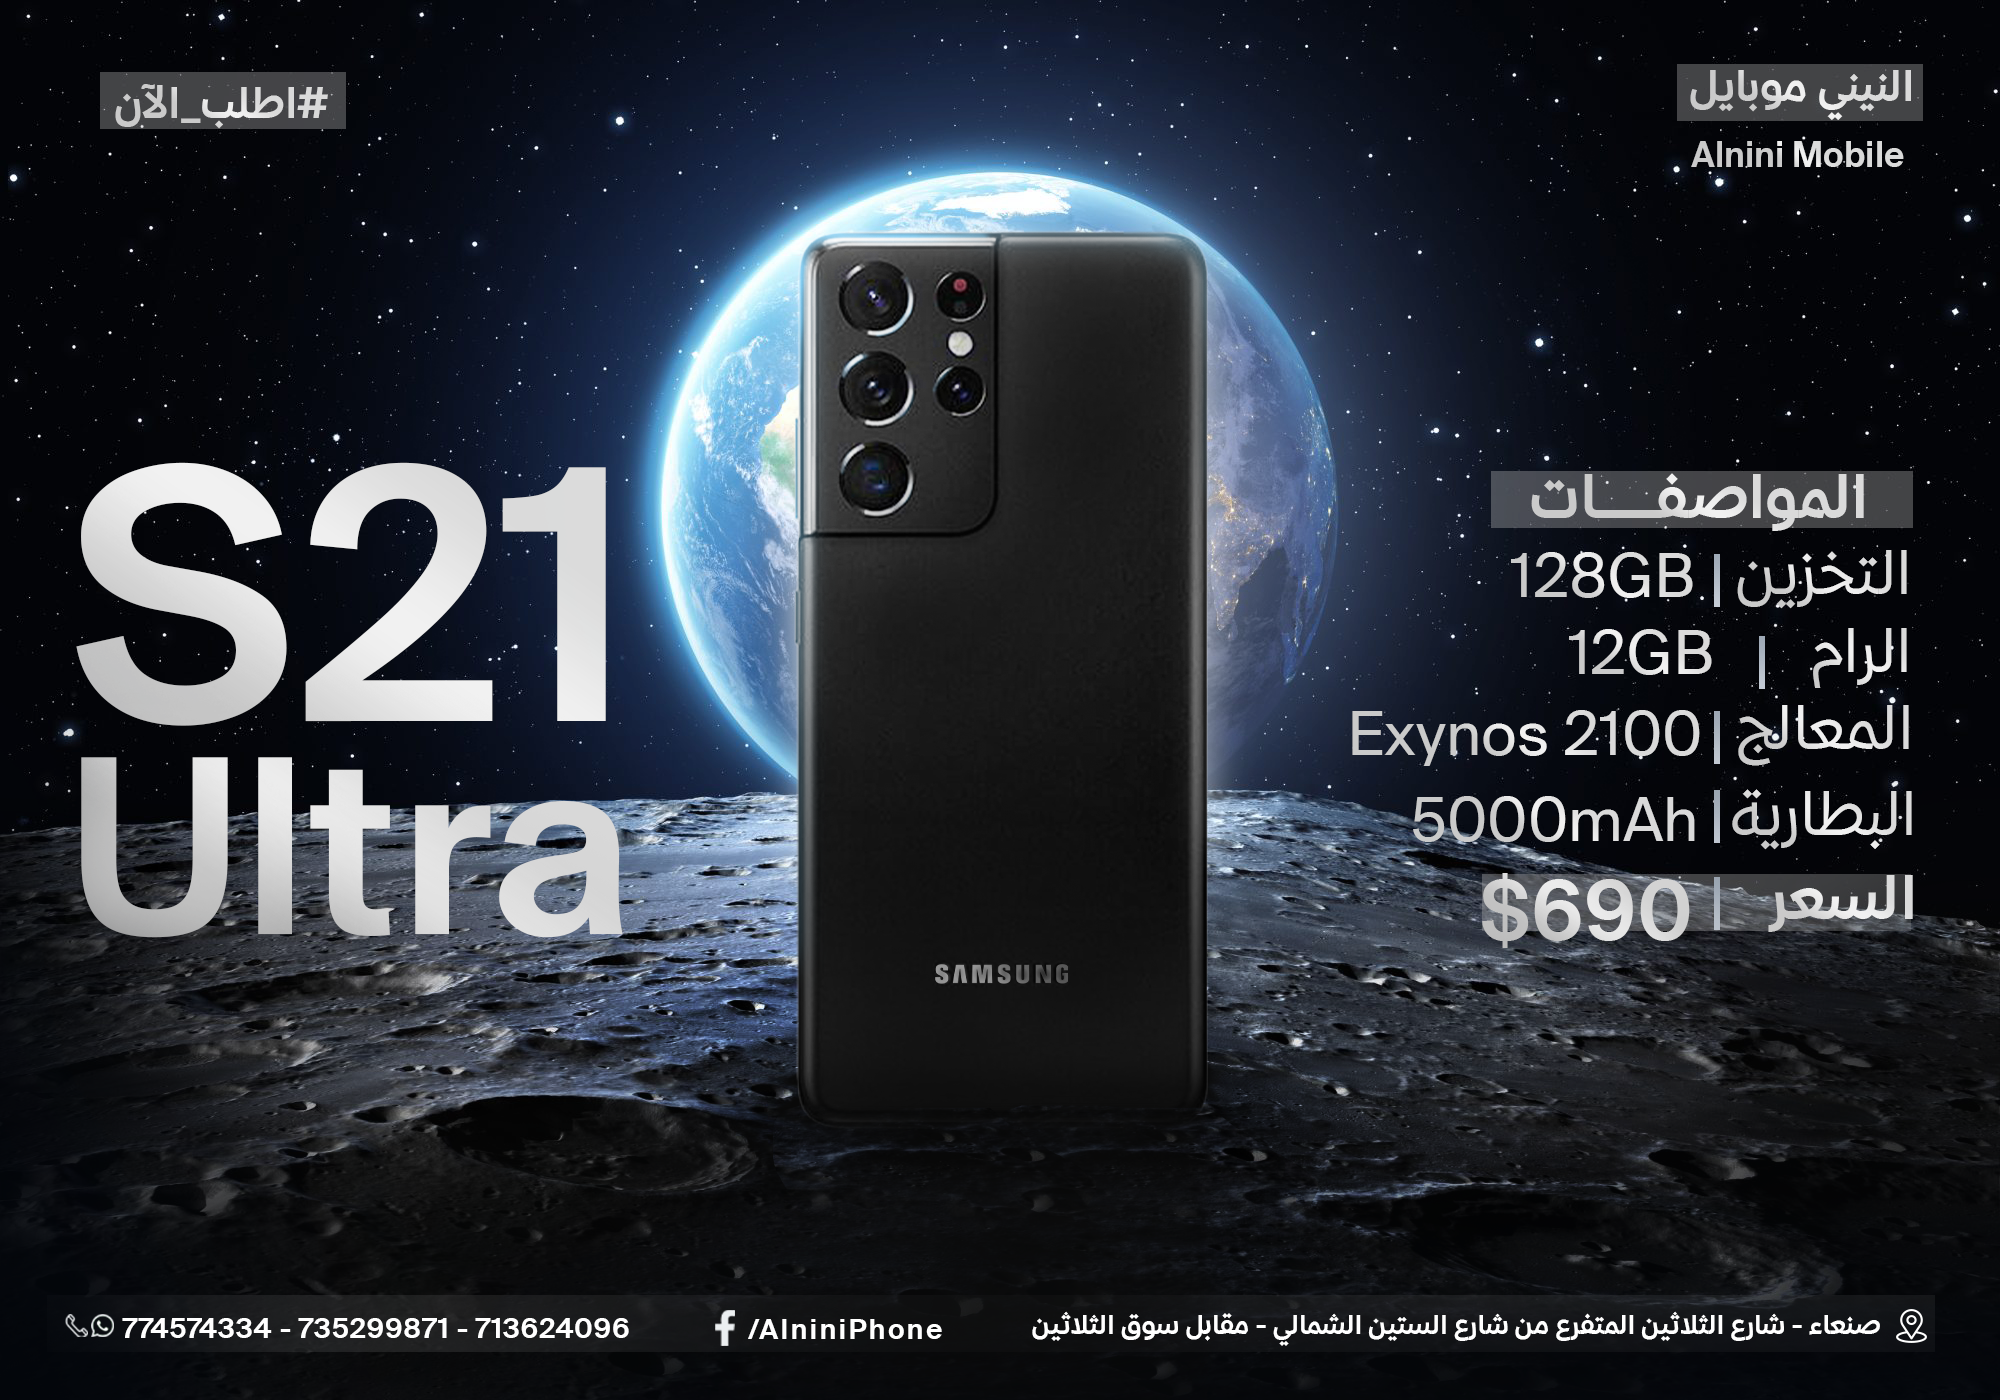 #اطلب_الآن
النيني موبايل
Alnini Mobile
S21
Ultra
المواصفـــات
التخزين | 128GB
الرام | 12GB
المعالج | Exynos 2100
البطارية | 5000mAh
السعر | $690
SAMSUNG
774574334 - 735299871 - 713624096
/AlniniPhone
صنعاء - شارع الثلاثين المتفرع من شارع الستين الشمالي - مقابل سوق الثلاثين